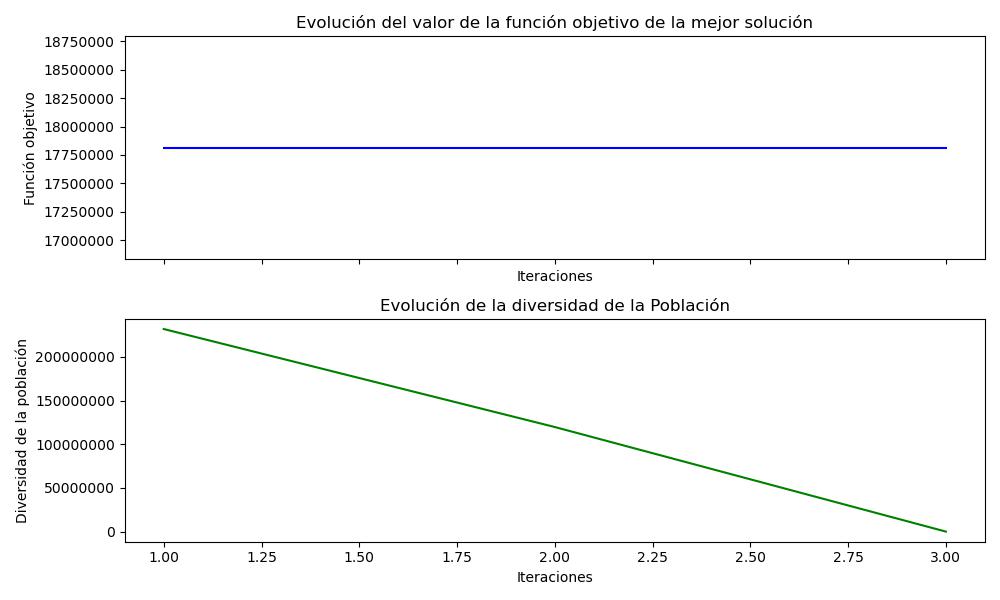 Evolución del valor de la función objetivo de la mejor solución
Función objetivo
18750000
18500000
18250000
18000000
17750000
17500000
17250000
17000000
Iteraciones
Evolución de la diversidad de la Población
Diversidad de la población
200000000
150000000
100000000
50000000
0
1.00 1.25 1.50 1.75 2.00 2.25 2.50 2.75 3.00
Iteraciones